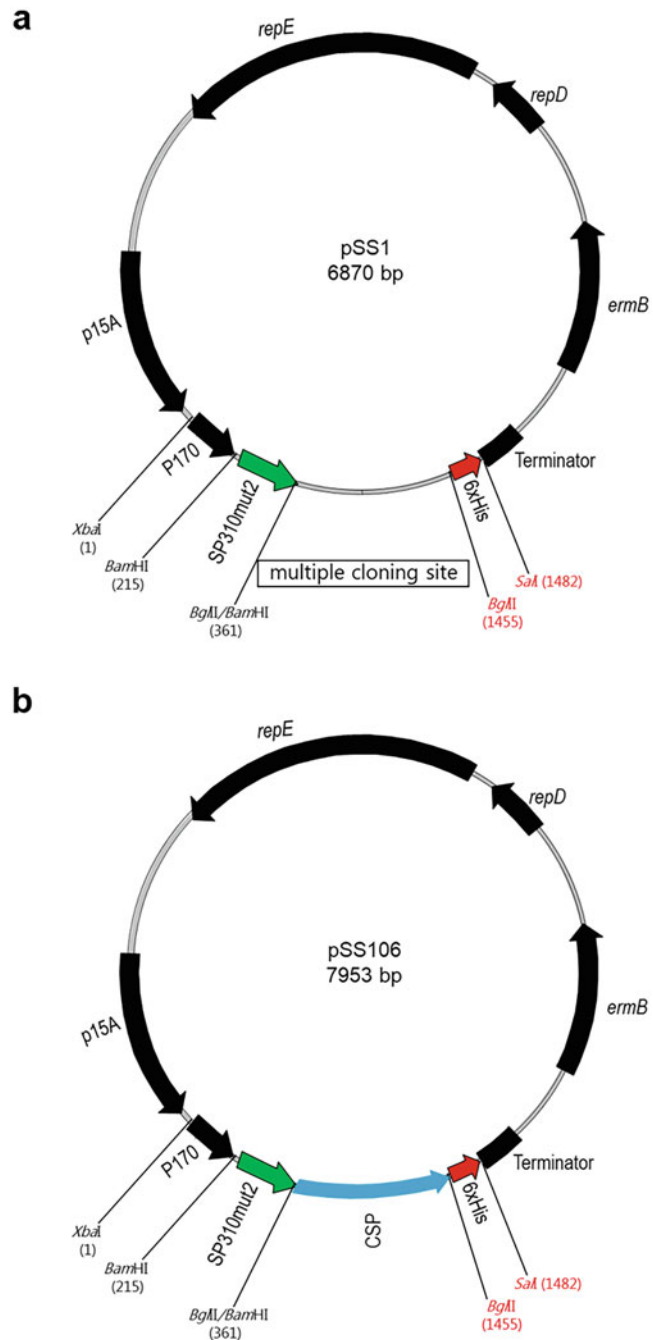 a
repE
repD
pSS1
6870 bp
ermB
p15A
P170
SP310mut2
6xHis
Terminator
XbaI
(1)
BamHI
(215)
multiple cloning site
BglII/BamHI
(361)
SalI (1482)
BglII
(1455)
b
repE
repD
pSS106
7953 bp
ermB
p15A
P170
SP310mut2
CSP
6xHis
Terminator
XbaI
(1)
BamHI
(215)
BglII/BamHI
(361)
SalI (1482)
BglII
(1455)